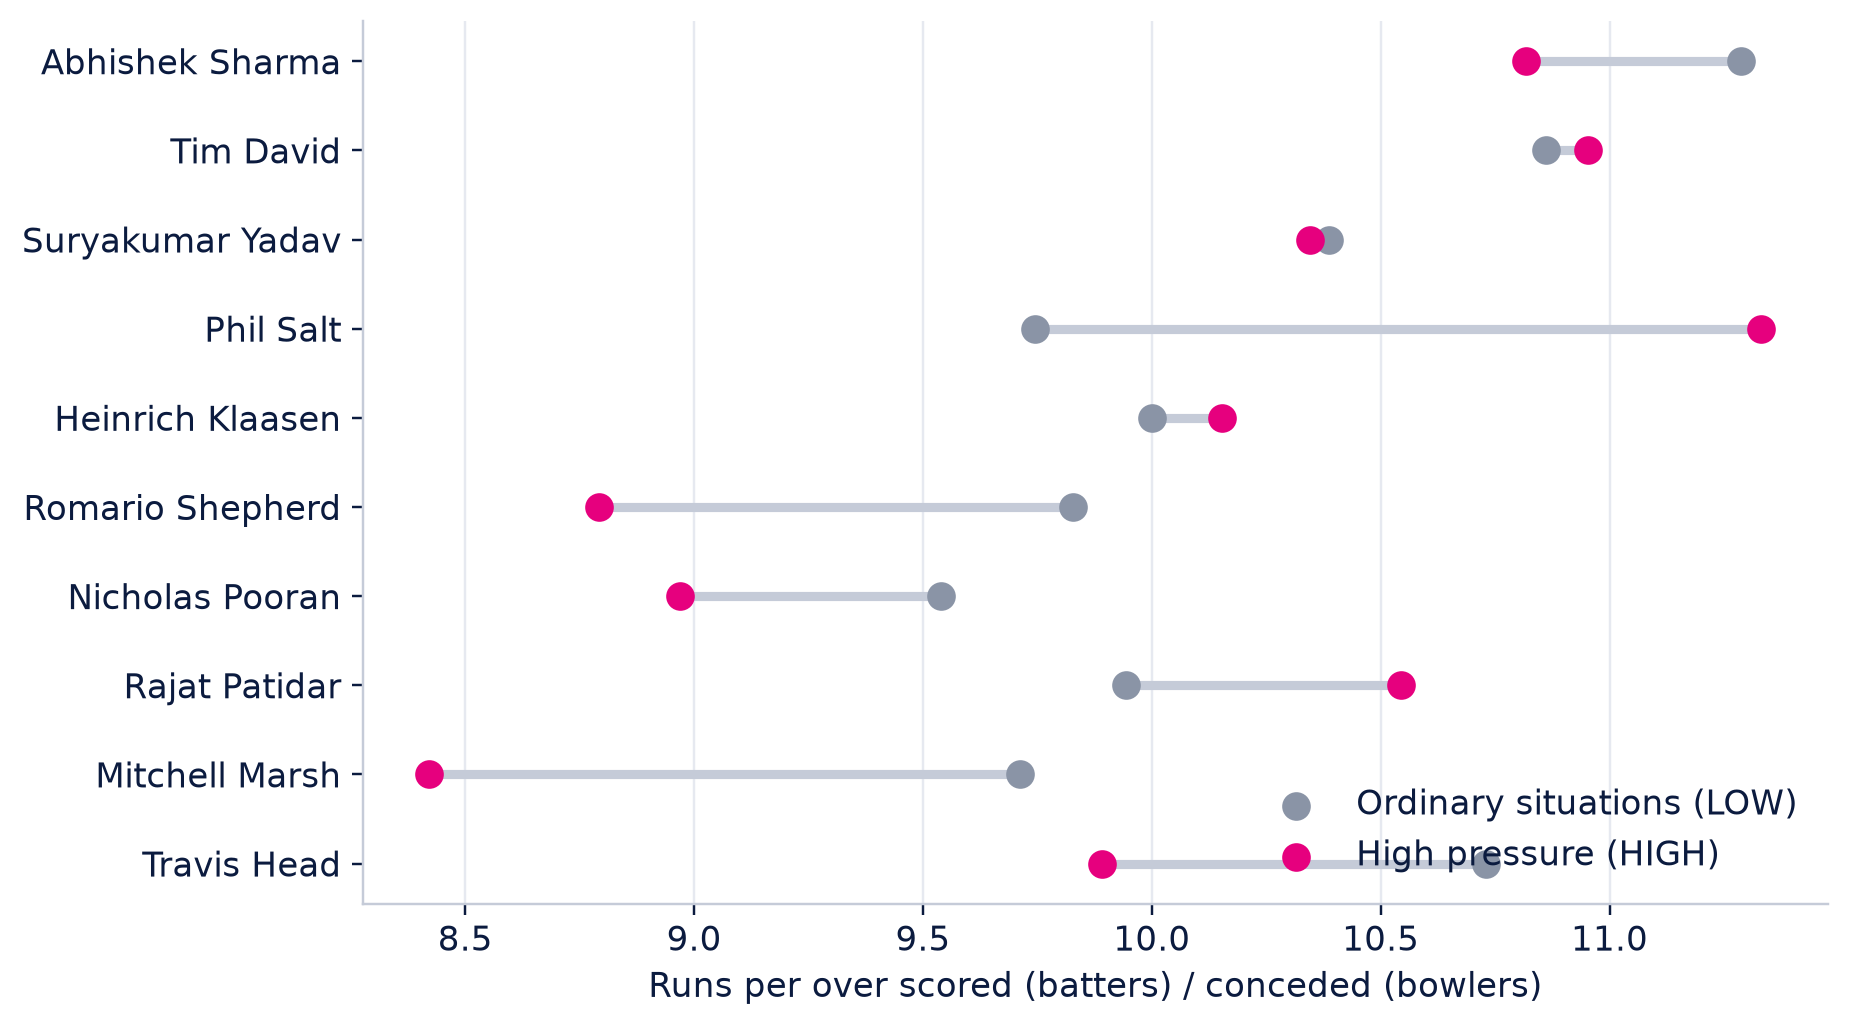 Abhishek Sharma
Tim David
Suryakumar Yadav
Phil Salt
Heinrich Klaasen
Romario Shepherd
Nicholas Pooran
Rajat Patidar
Mitchell Marsh
Travis Head
Ordinary situations (LOW)
High pressure (HIGH)
8.5 9.0 9.5 10.0 10.5 11.0
Runs per over scored (batters) / conceded (bowlers)